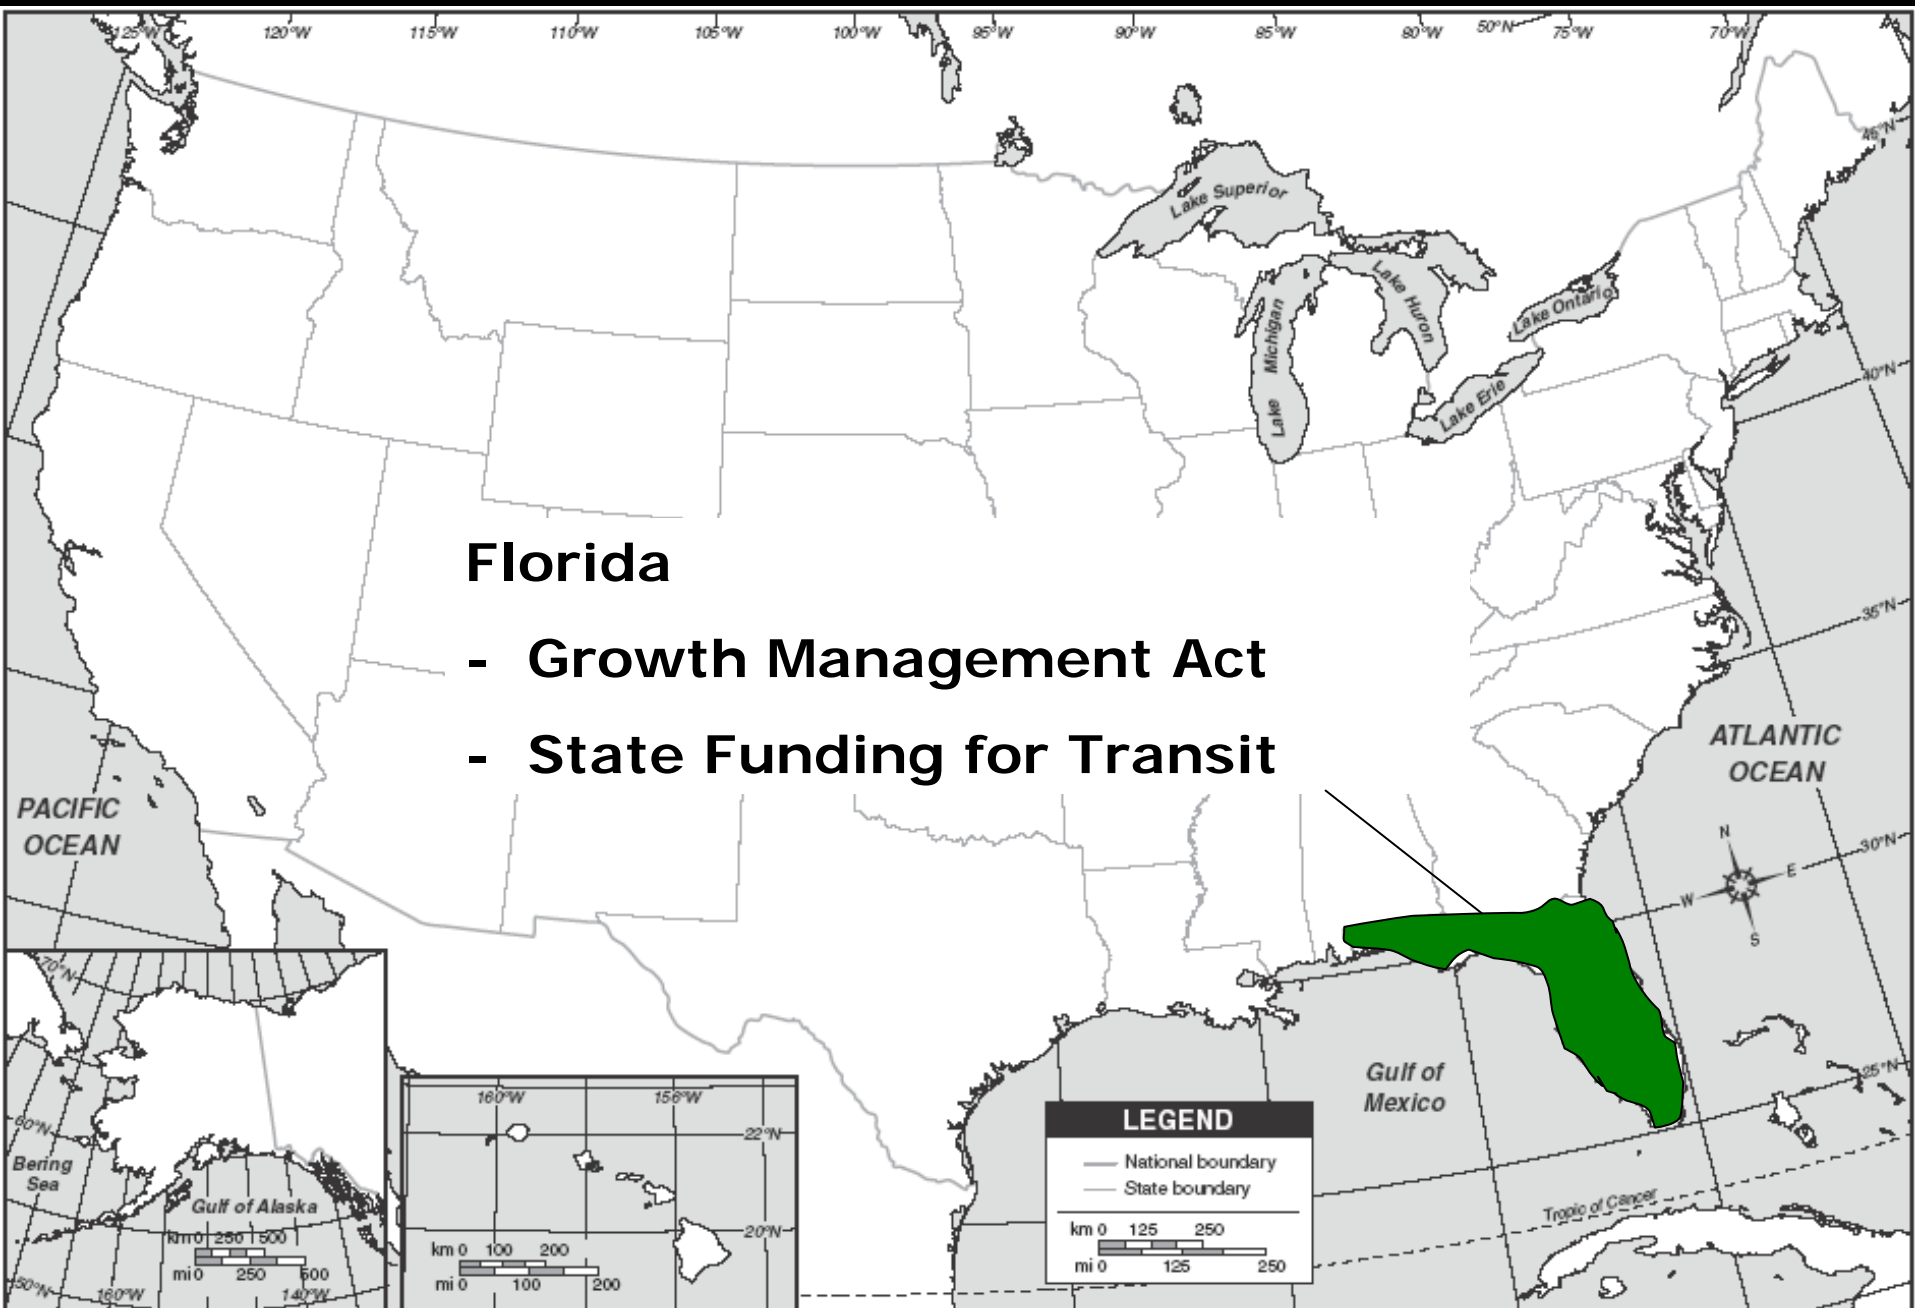 125°W 120°W 115°W 110°W 105°W 100°W 95°W 90°W 85°W 80°W 50°N 75°W 70°W
45°N
Lake Superior
Lake Huron
Lake Ontario
Lake Michigan
Lake Erie
40°N
Florida
- Growth Management Act
- State Funding for Transit
35°N
ATLANTIC
OCEAN
PACIFIC
OCEAN
N
E
W
S
30°N
70°N
60°N
Bering
Sea
Gulf of Alaska
km 0 250 500
mi 0 250 500
50°N 160°W 140°W
160°W 156°W
22°N
20°N
km 0 100 200
mi 0 100 200
Gulf of
Mexico
25°N
LEGEND
National boundary
State boundary
km 0 125 250
mi 0 125 250
Tropic of Cancer